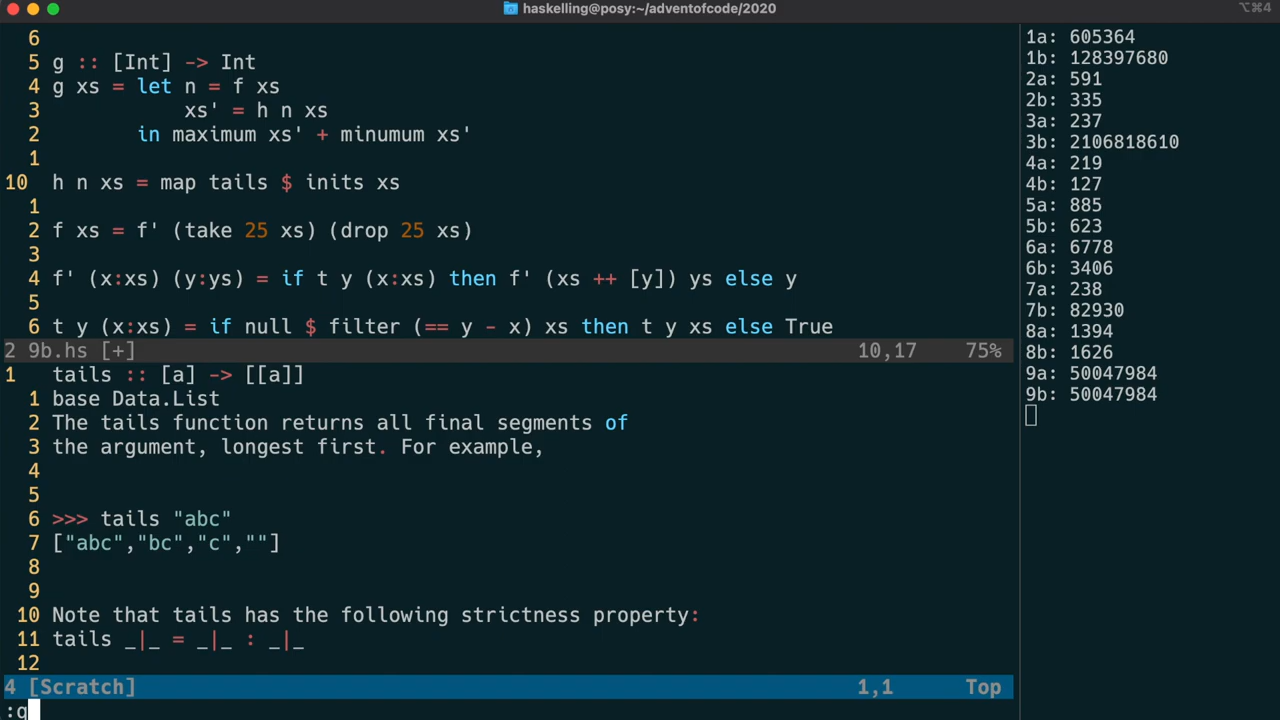 haskelling@posy:~/adventofcode/2020
⌥⌘4
6
5 g :: [Int] -> Int
4 g xs = let n = f xs
3 xs' = h n xs
2 in maximum xs' + minumum xs'
1
10 h n xs = map tails $ inits xs
1
2 f xs = f' (take 25 xs) (drop 25 xs)
3
4 f' (x:xs) (y:ys) = if t y (x:xs) then f' (xs ++ [y]) ys else y
5
6 t y (x:xs) = if null $ filter (== y - x) xs then t y xs else True
2 9b.hs [+] 10,17 75%
1 tails :: [a] -> [[a]]
1 base Data.List
2 The tails function returns all final segments of
3 the argument, longest first. For example,
4
5
6 >>> tails "abc"
7 ["abc","bc","c",""]
8
9
10 Note that tails has the following strictness property:
11 tails _|_ = _|_ : _|_
12
4 [Scratch] 1,1 Top
:q
1a: 605364
1b: 128397680
2a: 591
2b: 335
3a: 237
3b: 2106818610
4a: 219
4b: 127
5a: 885
5b: 623
6a: 6778
6b: 3406
7a: 238
7b: 82930
8a: 1394
8b: 1626
9a: 50047984
9b: 50047984